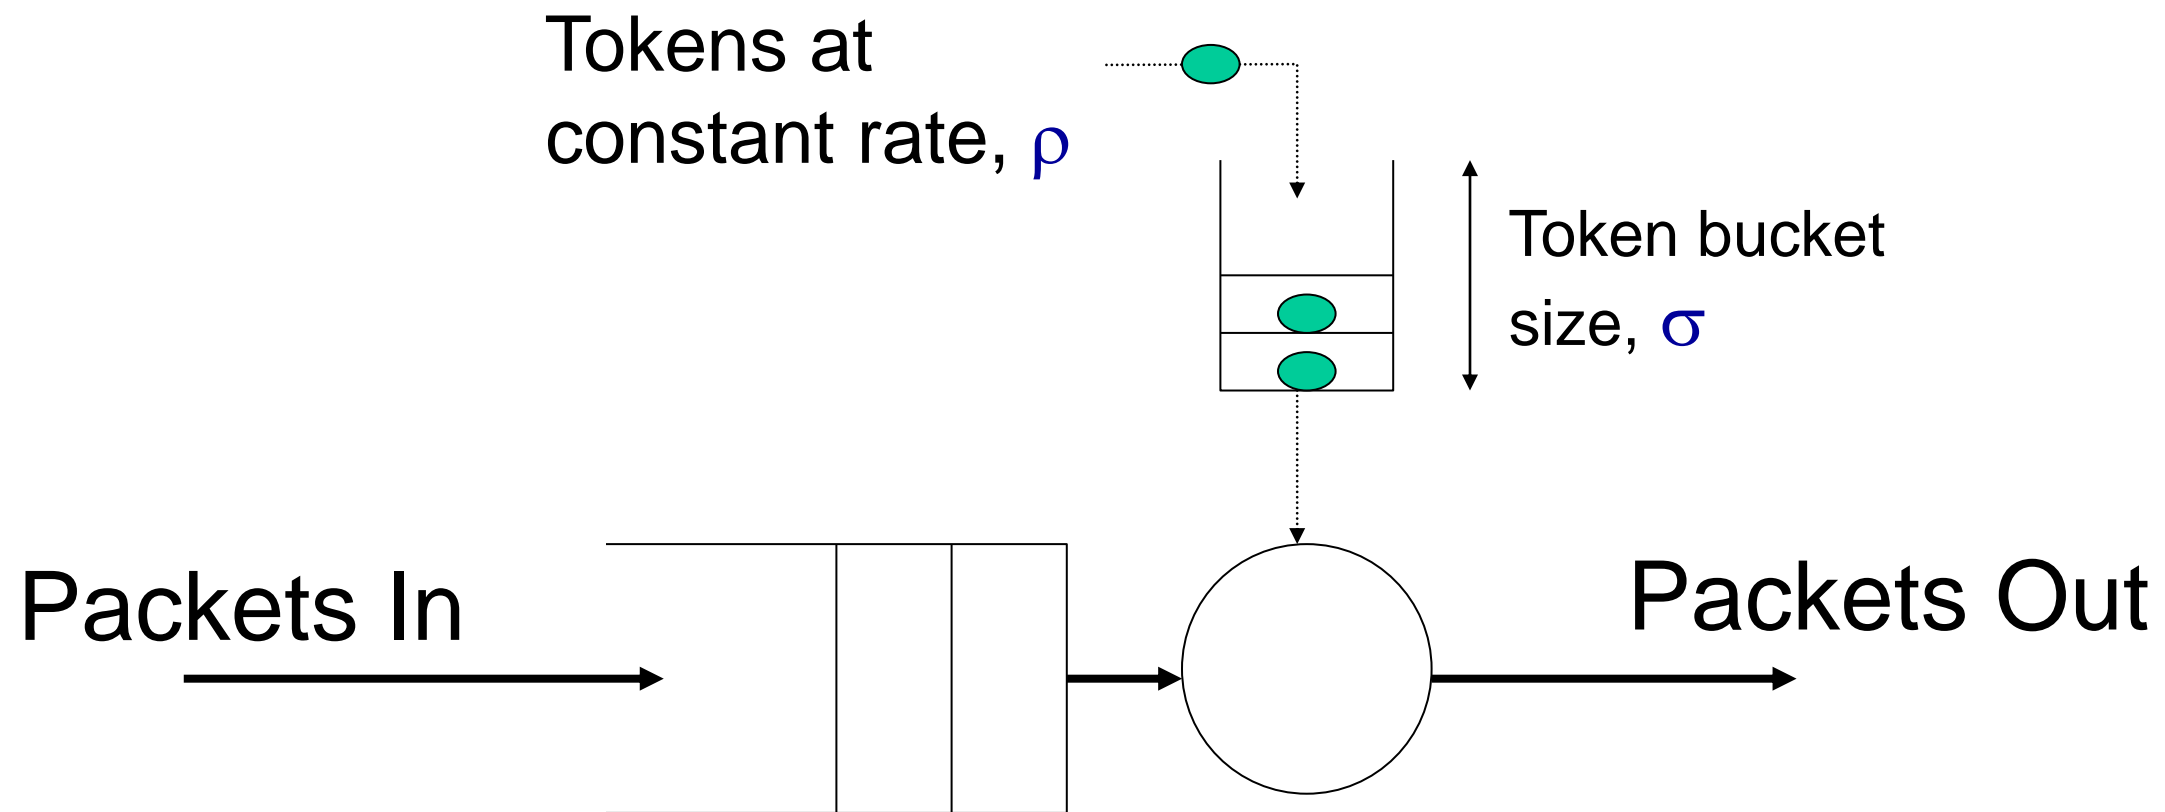 Tokens at
constant rate, ρ
Token bucket
size, σ
Packets In
Packets Out